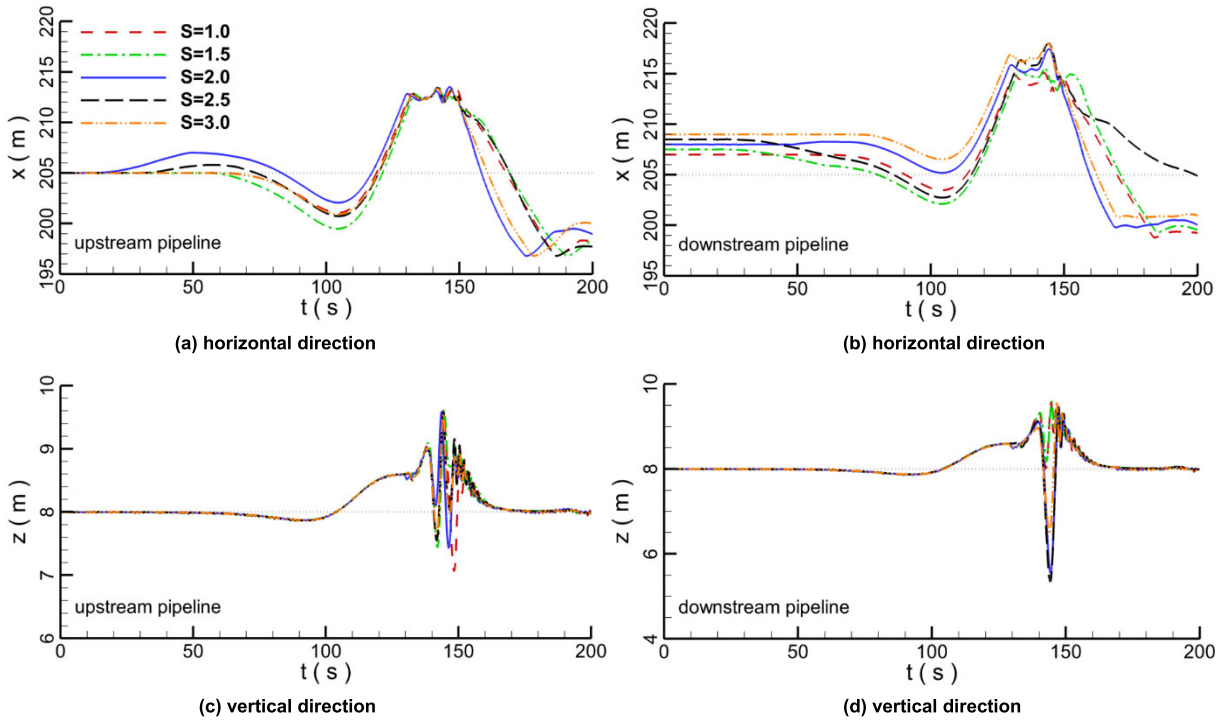 215
210
205
200
195
x ( m )
S=1.0
S=1.5
S=2.0
S=2.5
S=3.0
upstream pipeline
0
50
100
150
200
t ( s )
(a) horizontal direction
220
215
210
205
200
195
x ( m )
downstream pipeline
0
50
100
150
200
t ( s )
(b) horizontal direction
10
9
8
7
6
z ( m )
upstream pipeline
0
50
100
150
200
t ( s )
(c) vertical direction
10
8
6
4
z ( m )
downstream pipeline
0
50
100
150
200
t ( s )
(d) vertical direction